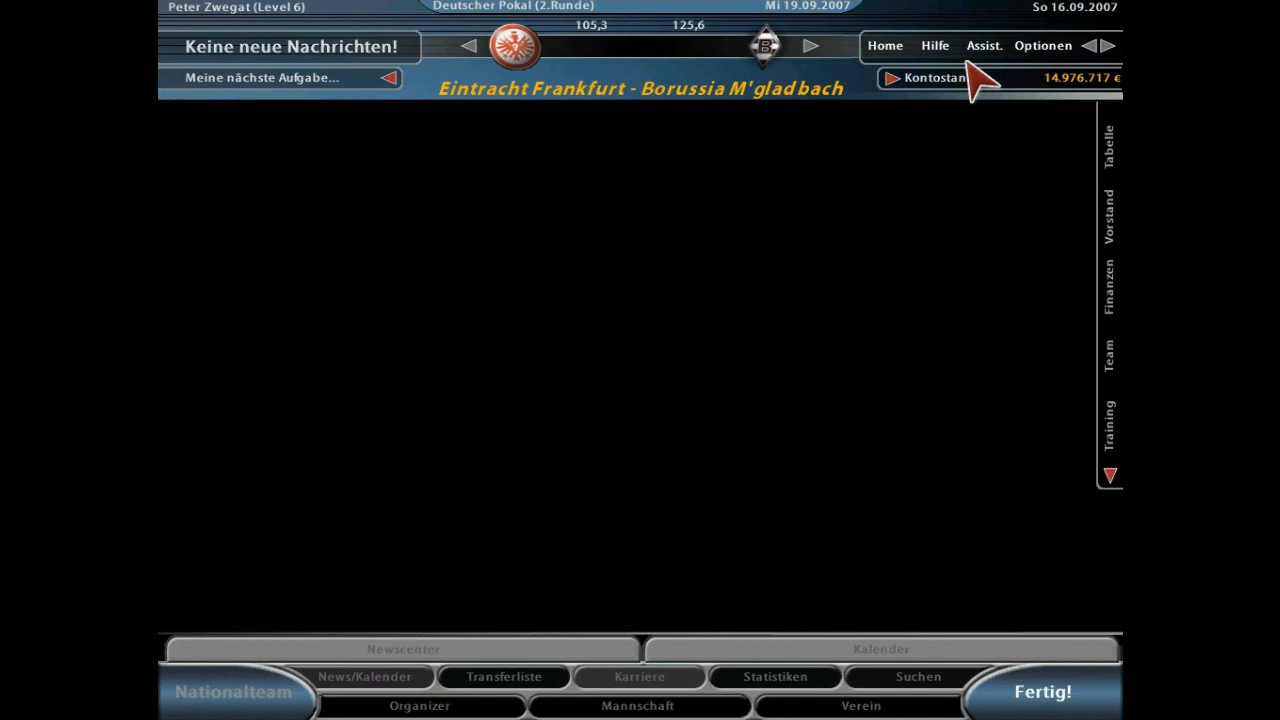 Peter Zwegat (Level 6)
Deutscher Pokal (2.Runde)
Mi 19.09.2007
So 16.09.2007
105,3
125,6
Keine neue Nachrichten!
B
Home
Hilfe
Assist.
Optionen
Meine nächste Aufgabe...
Eintracht Frankfurt - Borussia M'gladbach
Kontostan
14.976.717 €
Tabelle
Vorstand
Finanzen
Team
Training
Newscenter
Kalender
Nationalteam
News/Kalender
Transferliste
Karriere
Statistiken
Suchen
Fertig!
Organizer
Mannschaft
Verein